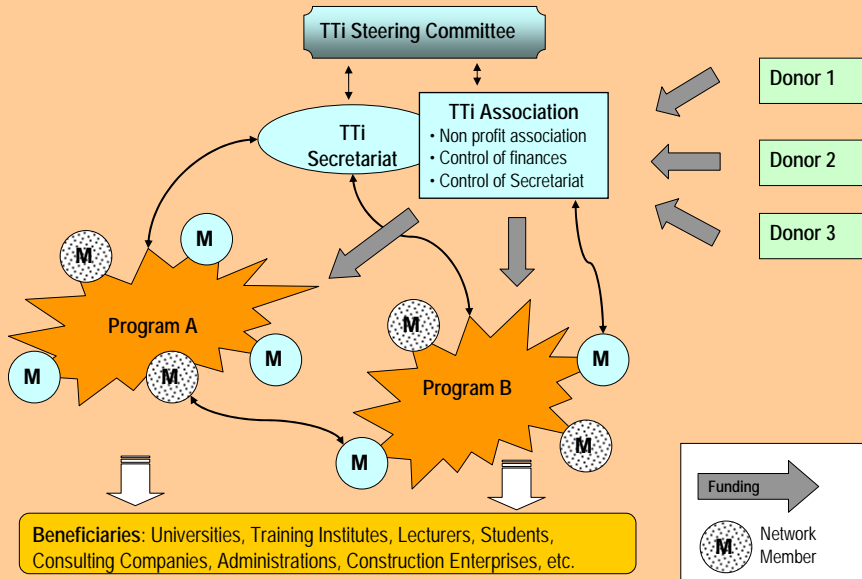 TTi Steering Committee
Donor 1
TTi Association
• Non profit association
• Control of finances
• Control of Secretariat
TTi
Secretariat
Donor 2
Donor 3
M
M
Program A
M
M
M
M
Program B
M
M
M
Funding
M
Network
Member
Beneficiaries: Universities, Training Institutes, Lecturers, Students,
Consulting Companies, Administrations, Construction Enterprises, etc.